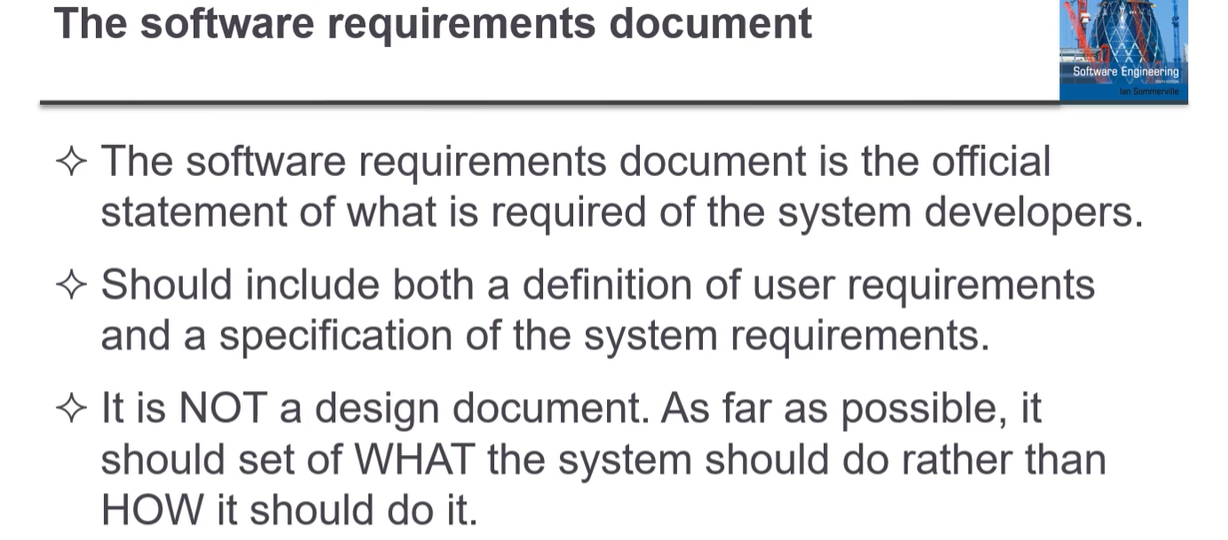 The software requirements document
Software Engineering
Ian Sommerville
✧ The software requirements document is the official
statement of what is required of the system developers.
✧ Should include both a definition of user requirements
and a specification of the system requirements.
✧ It is NOT a design document. As far as possible, it
should set of WHAT the system should do rather than
HOW it should do it.